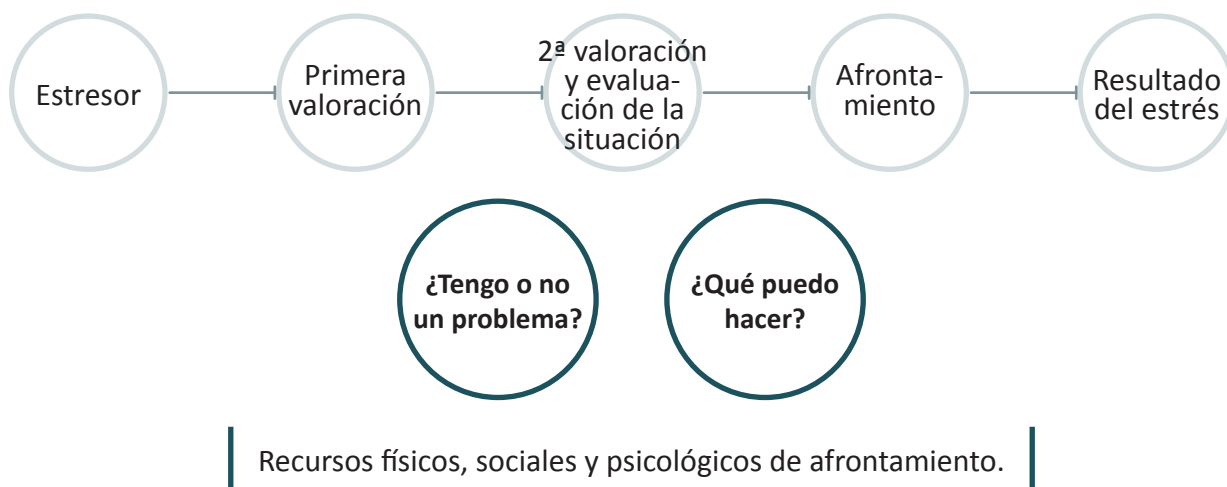 Estresor
Primera
valoración
2ª valoración
y evalua-
ción de la
situación
Afronta-
miento
Resultado
del estrés
¿Tengo o no
un problema?
¿Qué puedo
hacer?
Recursos físicos, sociales y psicológicos de afrontamiento.